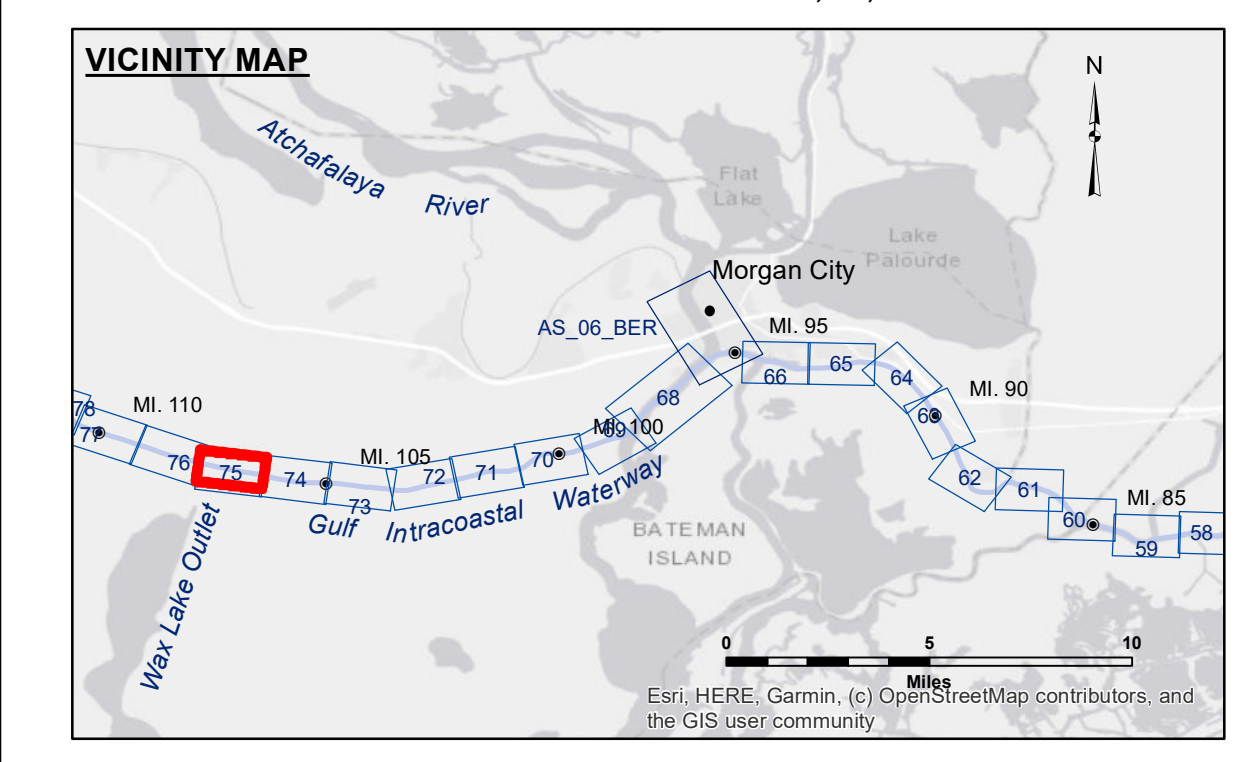 VICINITY MAP
N
Atchafalaya
River
Flat
Lake
Lake
Palourde
Morgan City
AS_06_BER
MI. 95
66
65
64
68
MI. 90
63
78
77
MI. 110
76
75
74
MI. 105
73
72
71
70
69
MI. 100
62
61
60
MI. 85
59
58
Wax Lake Outlet
Gulf Intracoastal Waterway
BATEMAN
ISLAND
0 5 10
Miles
Esri, HERE, Garmin, (c) OpenStreetMap contributors, and
the GIS user community